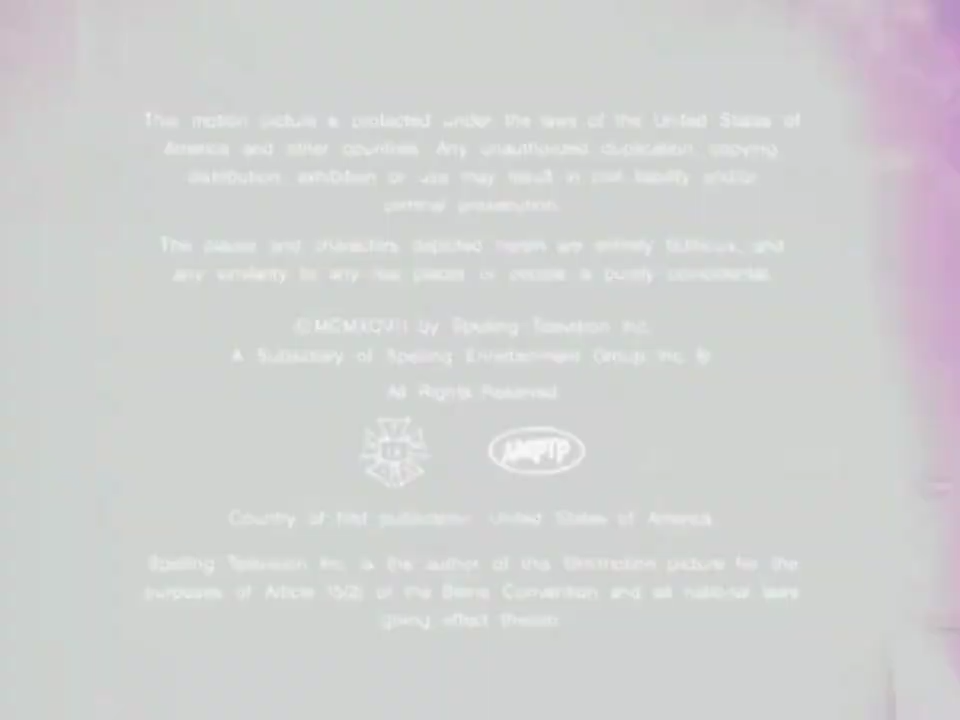 This motion picture is protected under the laws of the United States of
America and other countries. Any unauthorized duplication, copying,
distribution, exhibition or use may result in civil liability and/or
criminal prosecution.
The places and characters depicted herein are entirely fictitious, and
any similarity to any real places or people is purely coincidental.
by Spelling Television Inc.
A Subsidiary of Spelling Entertainment Group Inc. ®
All Rights Reserved
AMPTP
Country of first publication: United States of America.
Spelling Television Inc. is the author of this film/motion picture for the
purposes of Article 15(2) of the Berne Convention and all national laws
giving effect thereto.